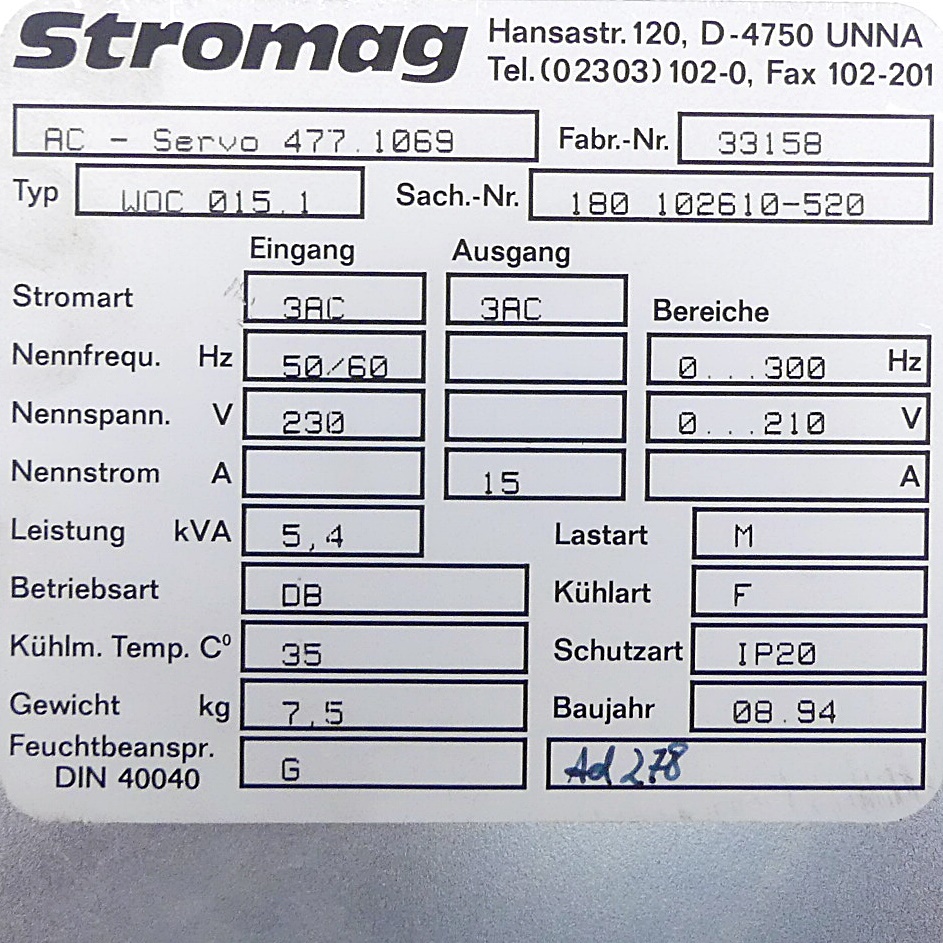 Stromag Hansastr. 120, D-4750 UNNA
Tel. (02303) 102-0, Fax 102-201
AC - Servo 477.1069 Fabr.-Nr. 33158
Typ WOC 015.1 Sach.-Nr. 180 102610-520
Eingang Ausgang
Stromart 3AC 3AC Bereiche
Nennfrequ. Hz 50/60 0...300 Hz
Nennspann. V 230 0...210 V
Nennstrom A 15 A
Leistung kVA 5,4 Lastart M
Betriebsart DB Kühlart F
Kühlm. Temp. C⁰ 35 Schutzart IP20
Gewicht kg 7,5 Baujahr 08.94
Feuchtbeanspr.
DIN 40040 G Ad 278